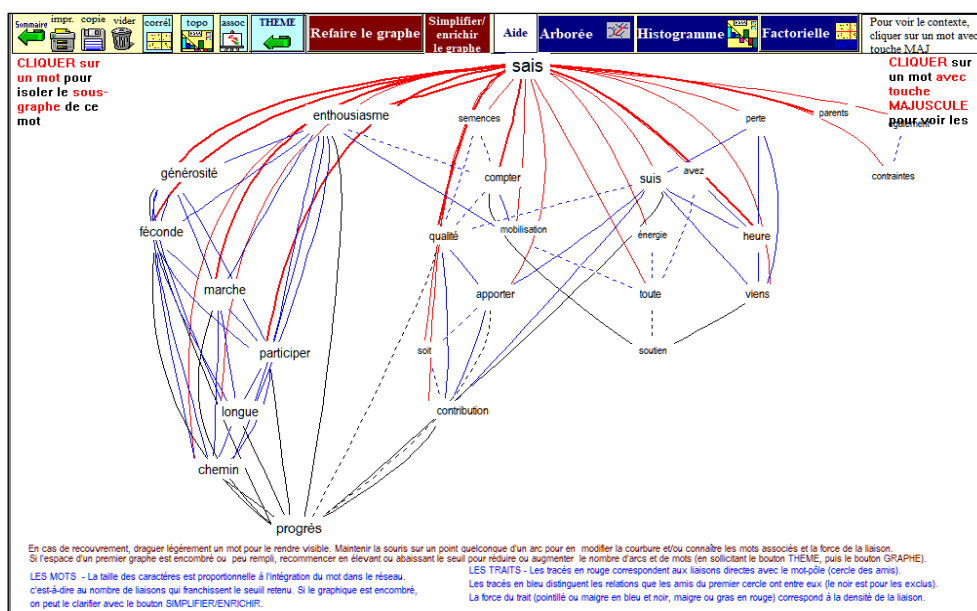 Sommaire
impr. copie vider
corrél
topo
assoc
THEME
Refaire le graphe
Simplifier/
enrichir
le graphe
Aide
Arborée
Histogramme
Factorielle
Pour voir le contexte,
cliquer sur un mot avec
touche MAJ
CLIQUER sur
un mot pour
isoler le sous-
graphe de ce
mot
CLIQUER sur
un mot avec
touche
MAJUSCULE
pour voir les
sais
enthousiasme
semences
perte
parents
également
générosité
compter
suis
avez
contraintes
féconde
qualité
mobilisation
énergie
heure
marche
apporter
toute
viens
participer
soit
soutien
longue
contribution
chemin
progrès
En cas de recouvrement, draguer légèrement un mot pour le rendre visible. Maintenir la souris sur un point quelconque d'un arc pour en modifier la courbure et/ou connaître les mots associés et la force de la liaison.
Si l'espace d'un premier graphe est encombré ou peu rempli, recommencer en élevant ou abaissant le seuil pour réduire ou augmenter le nombre d'arcs et de mots (en sollicitant le bouton THEME, puis le bouton GRAPHE).
LES MOTS - La taille des caractères est proportionnelle à l'intégration du mot dans le réseau.
c'est-à-dire au nombre de liaisons qui franchissent le seuil retenu. Si le graphique est encombré,
on peut le clarifier avec le bouton SIMPLIFIER/ENRICHIR.
LES TRAITS - Les tracés en rouge correspondent aux liaisons directes avec le mot-pôle (cercle des amis).
Les tracés en bleu distinguent les relations que les amis du premier cercle ont entre eux (le noir est pour les exclus).
La force du trait (pointillé ou maigre en bleu et noir, maigre ou gras en rouge) correspond à la densité de la liaison.